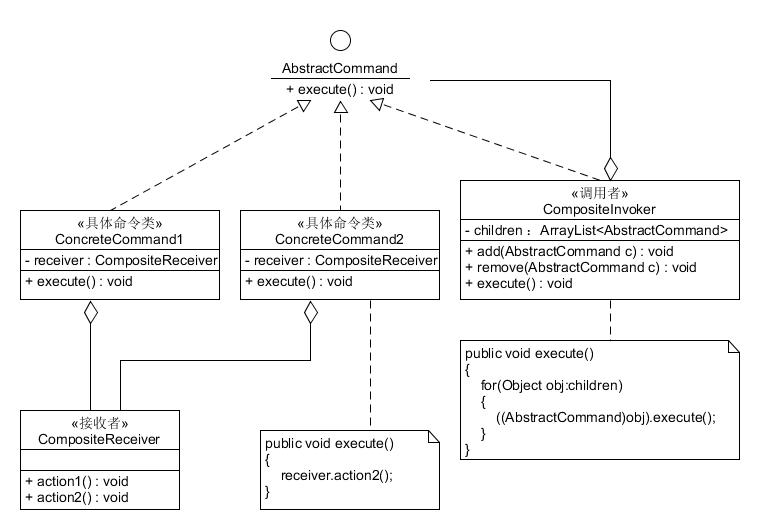 AbstractCommand
+ execute() : void
«具体命令类»
ConcreteCommand1
- receiver : CompositeReceiver
+ execute() : void
«具体命令类»
ConcreteCommand2
- receiver : CompositeReceiver
+ execute() : void
«调用者»
CompositeInvoker
- children： ArrayList<AbstractCommand>
+ add(AbstractCommand c) : void
+ remove(AbstractCommand c) : void
+ execute() : void
«接收者»
CompositeReceiver
+ action1() : void
+ action2() : void
public void execute()
{
receiver.action2();
}
public void execute()
{
for(Object obj:children)
{
((AbstractCommand)obj).execute();
}
}